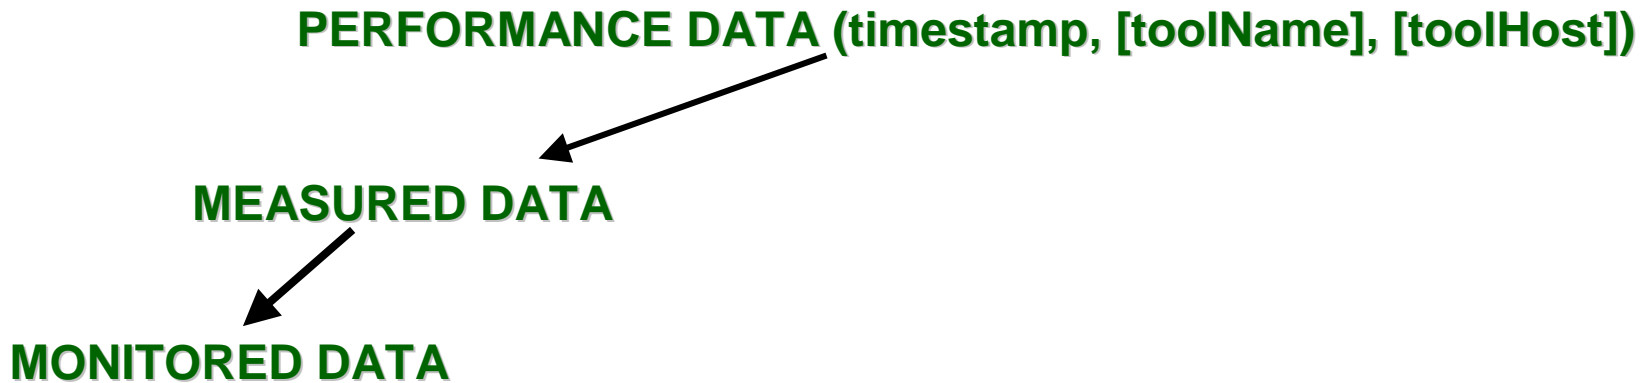 PERFORMANCE DATA (timestamp, [toolName], [toolHost])
MEASURED DATA
MONITORED DATA